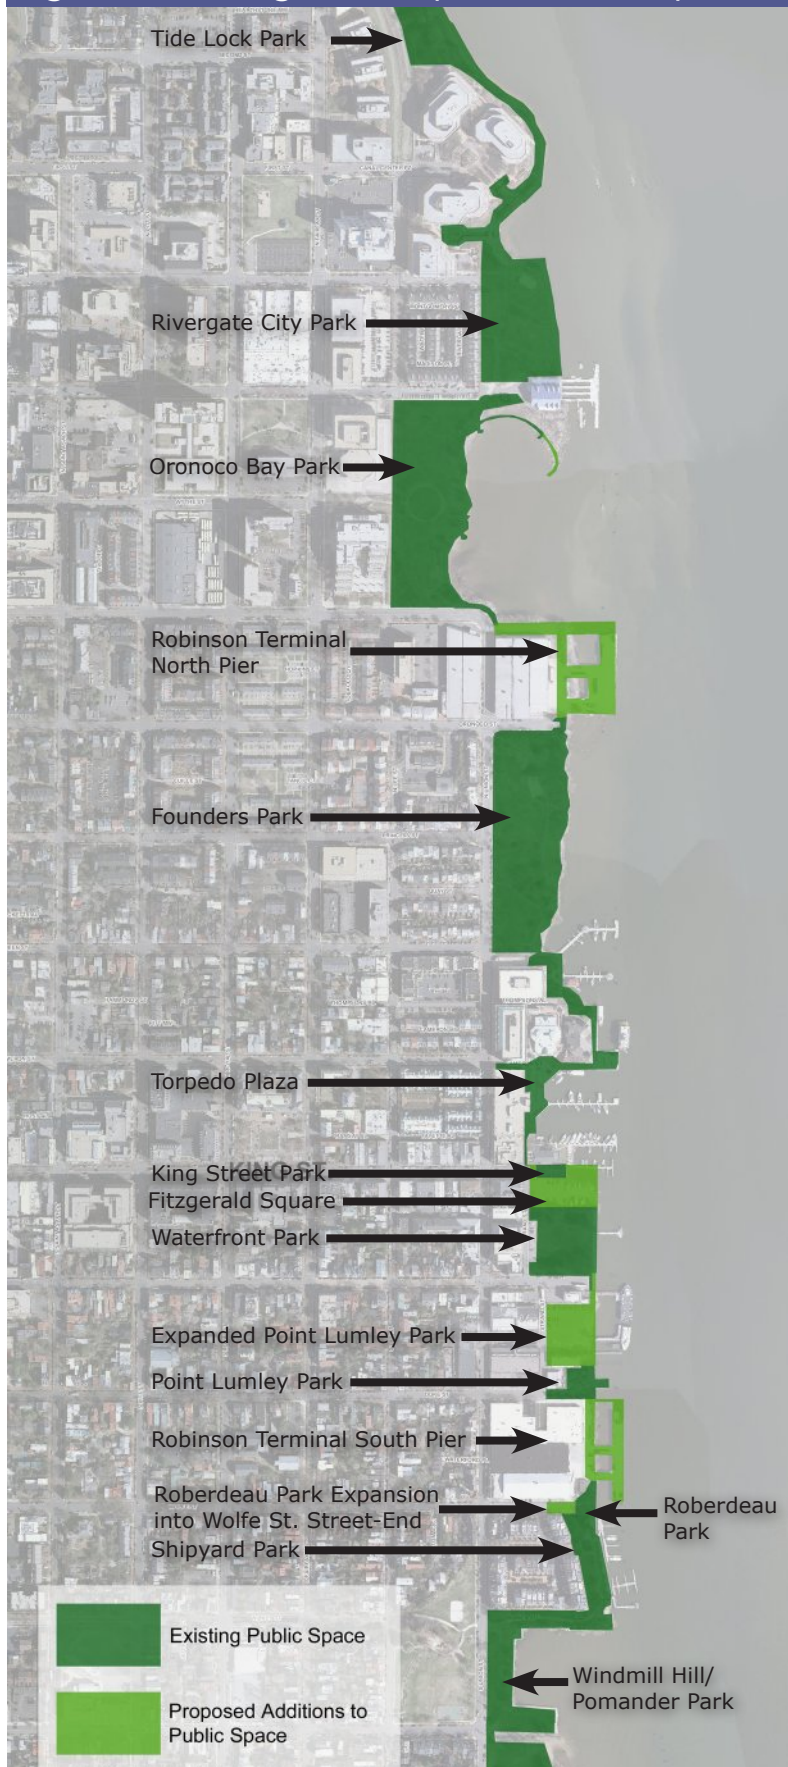 Tide Lock Park
Rivergate City Park
Oronoco Bay Park
Robinson Terminal
North Pier
Founders Park
Torpedo Plaza
KING ST
King Street Park
Fitzgerald Square
Waterfront Park
Expanded Point Lumley Park
Point Lumley Park
Robinson Terminal South Pier
Roberdeau Park Expansion
into Wolfe St. Street-End
Roberdeau
Park
Shipyard Park
Existing Public Space
Windmill Hill/
Pomander Park
Proposed Additions to
Public Space